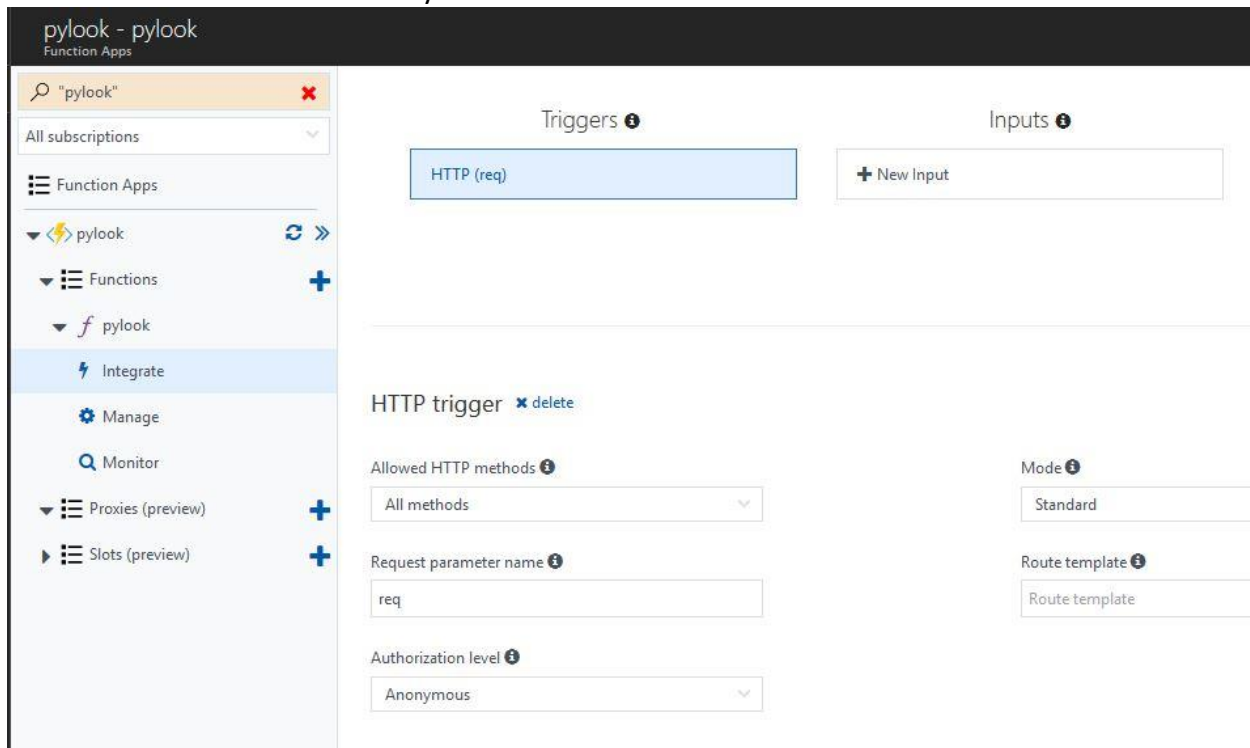 pylook - pylook
Function Apps
"pylook"
All subscriptions
Function Apps
pylook
Functions
f pylook
Integrate
Manage
Monitor
Proxies (preview)
Slots (preview)
Triggers
Inputs
HTTP (req)
New Input
HTTP trigger delete
Allowed HTTP methods
Mode
All methods
Standard
Request parameter name
Route template
req
Route template
Authorization level
Anonymous